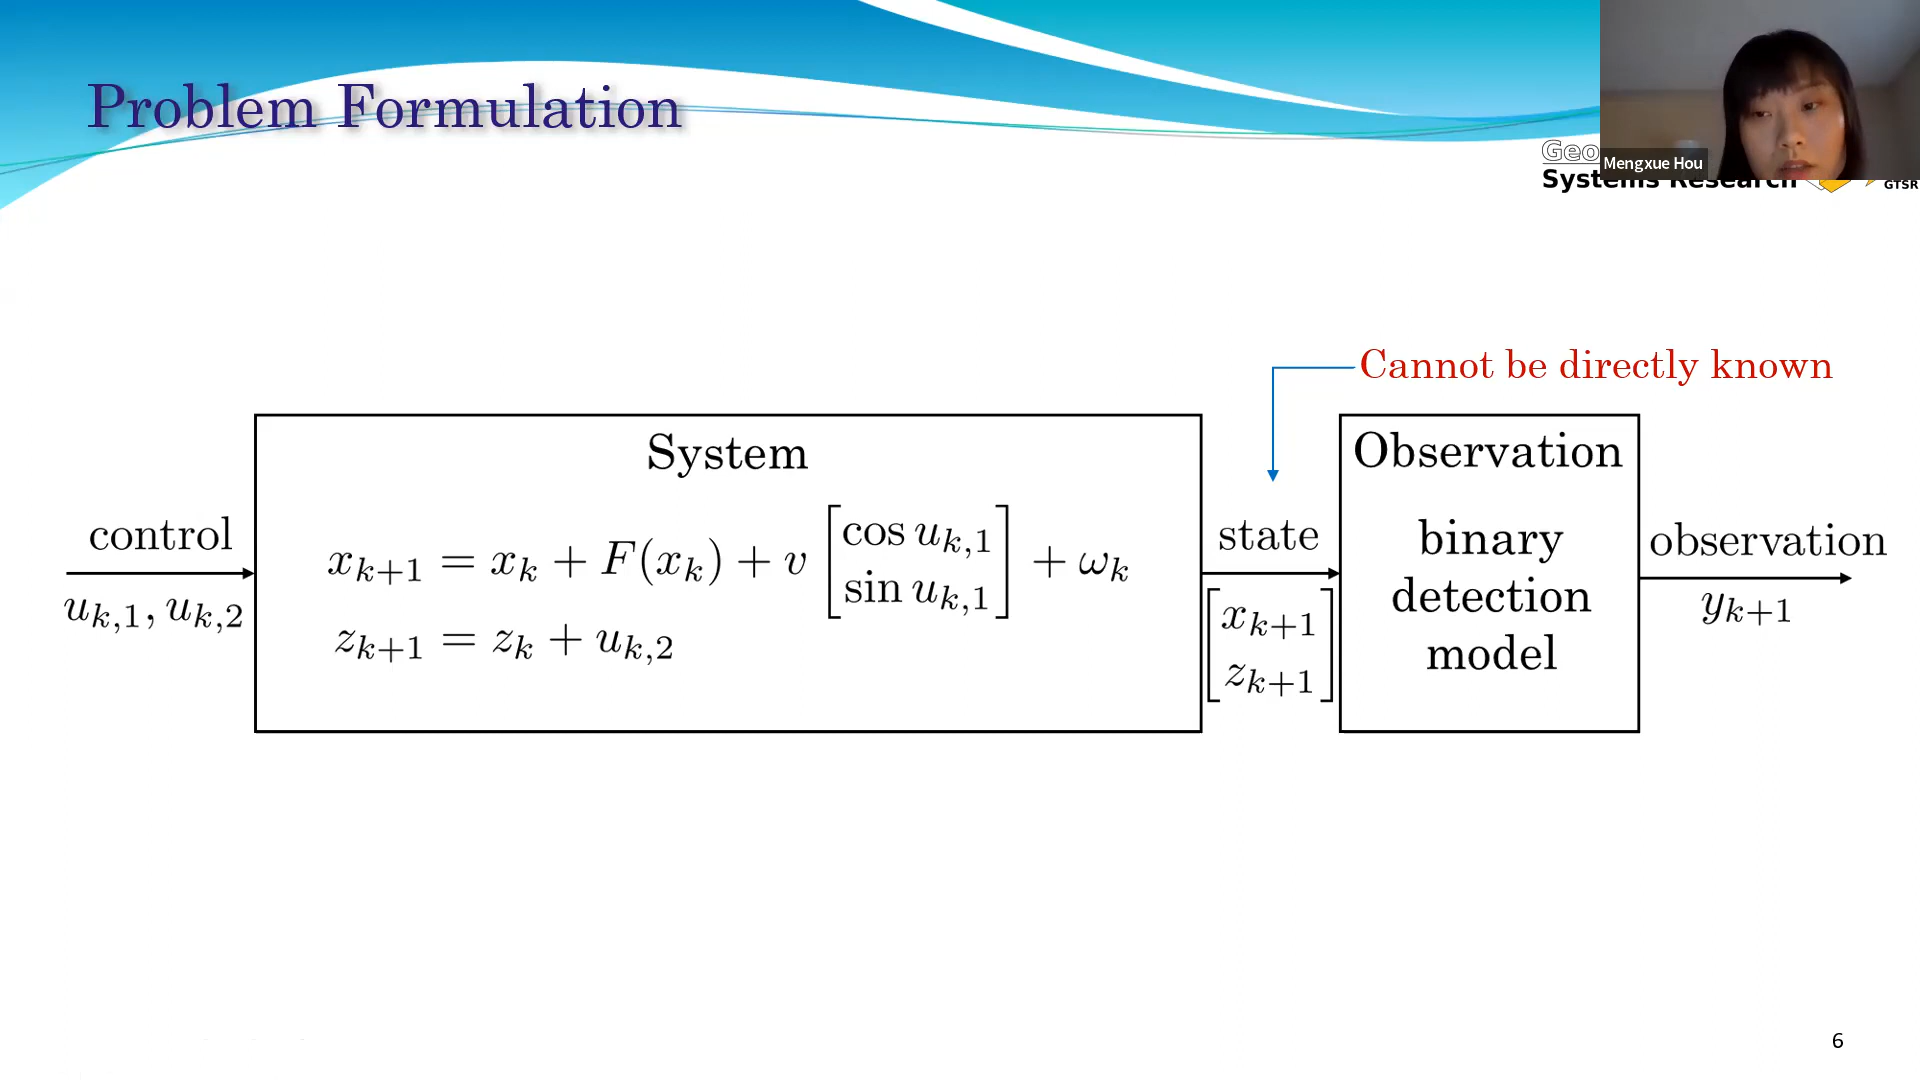 Problem Formulation
Geo
Mengxue Hou
Systems Research
GTSR
Cannot be directly known
System
Observation
control
u_{k,1}, u_{k,2}
x_{k+1} = x_k + F(x_k) + v [cos u_{k,1} sin u_{k,1}] + ω_k
z_{k+1} = z_k + u_{k,2}
state
[x_{k+1} z_{k+1}]
binary
detection
model
observation
y_{k+1}
6